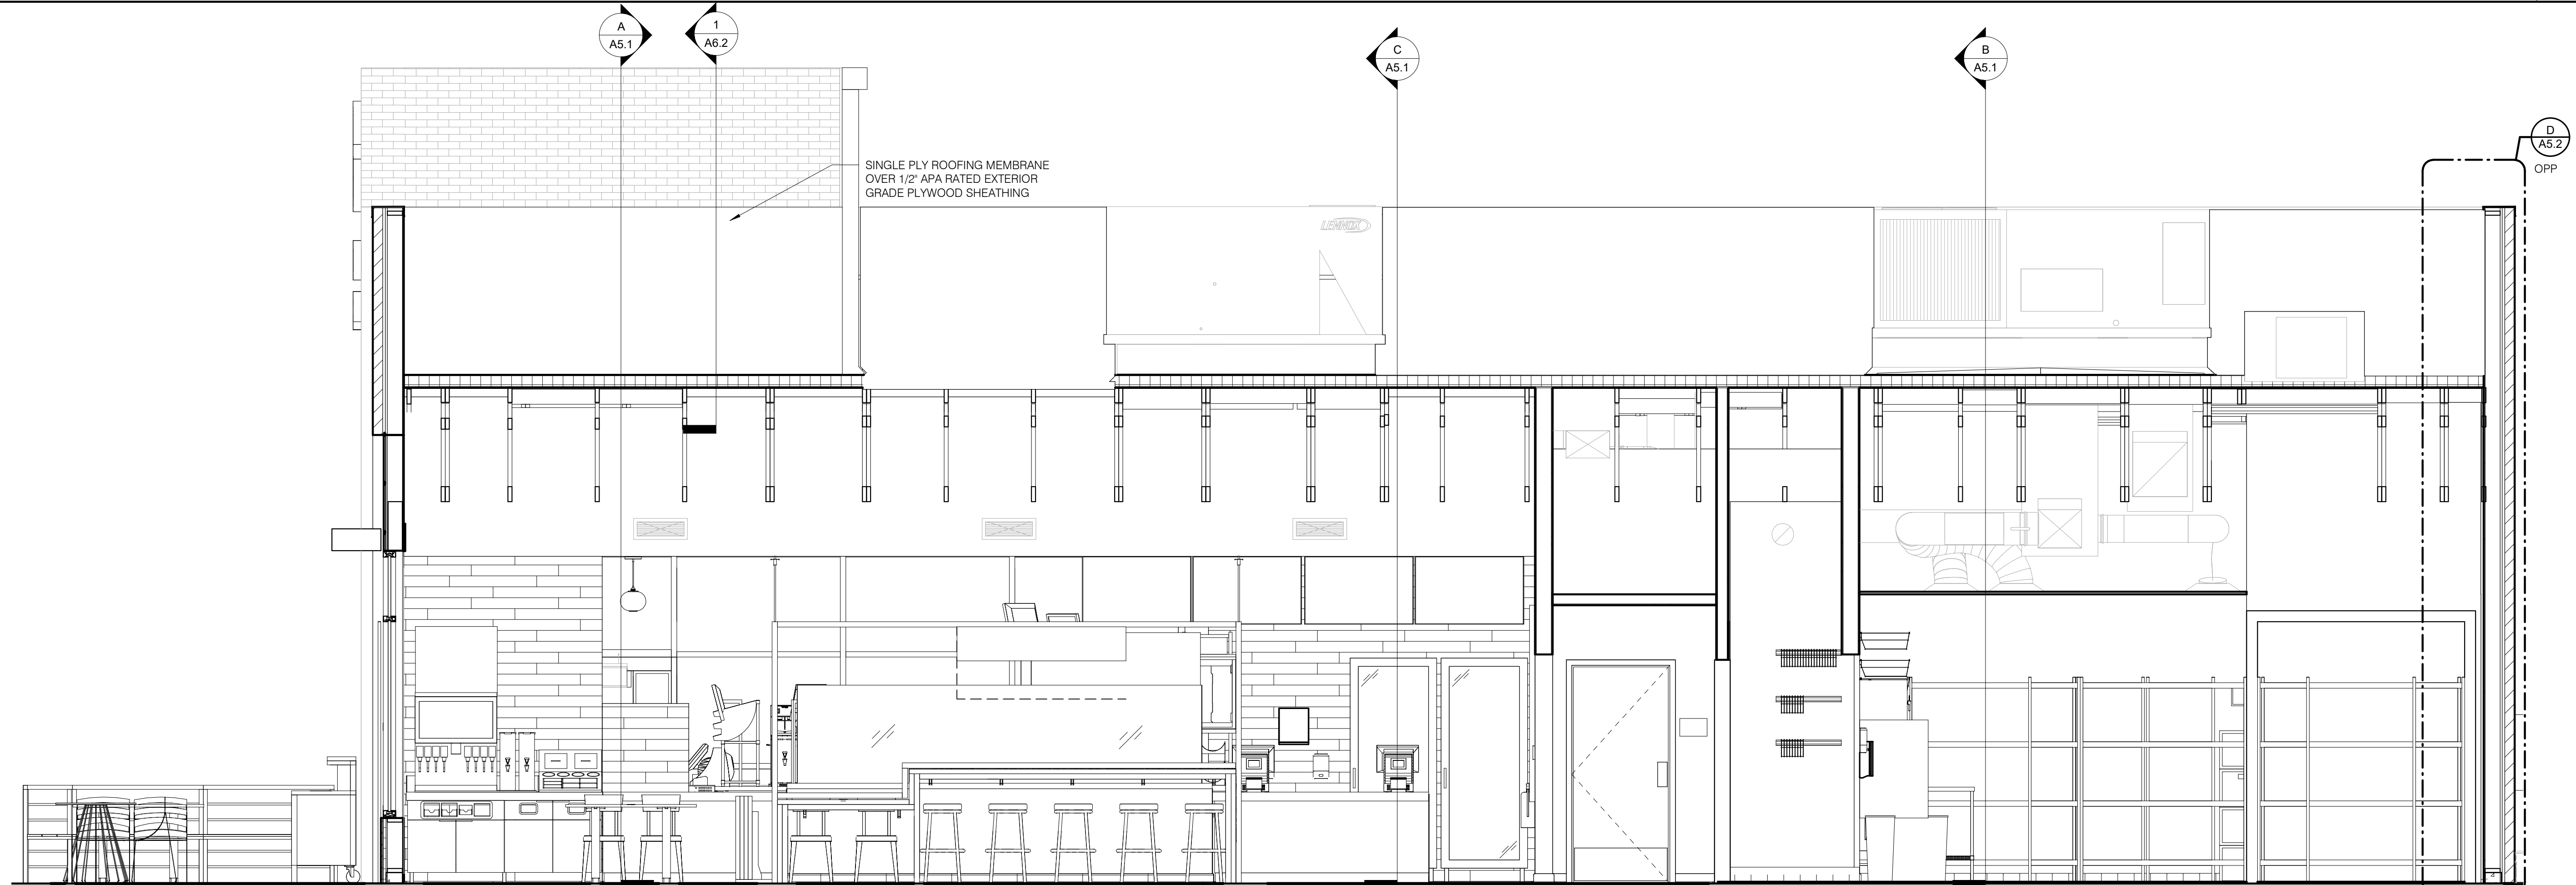 A
A5.1
1
A6.2
C
A5.1
B
A5.1
D
A5.2
OPP
SINGLE PLY ROOFING MEMBRANE
OVER 1/2" APA RATED EXTERIOR
GRADE PLYWOOD SHEATHING
LENNOX